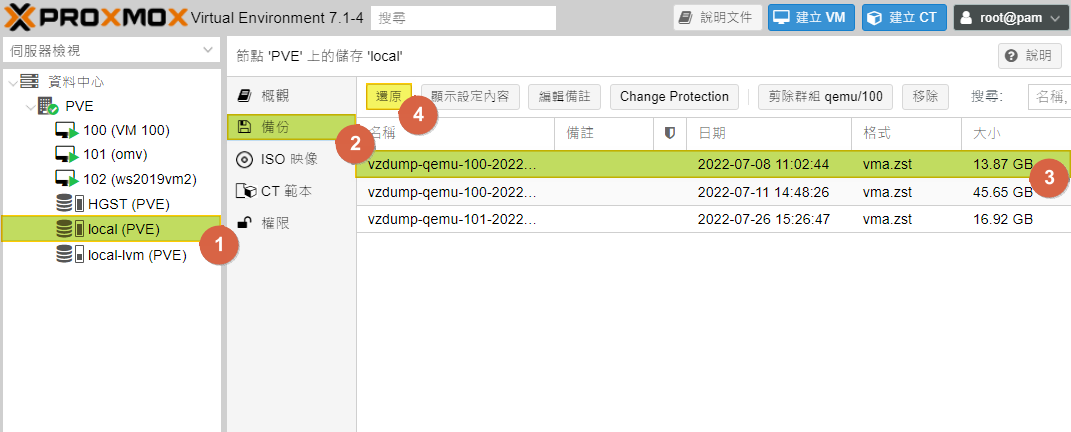 PROXMOX Virtual Environment 7.1-4 搜尋 說明文件 建立 VM 建立 CT root@pam
伺服器檢視
節點 'PVE' 上的儲存 'local' 說明
資料中心
PVE
100 (VM 100)
101 (omv)
102 (ws2019vm2)
HGST (PVE)
local (PVE)
local-lvm (PVE)
1
概觀
備份
ISO 映像
CT 範本
權限
2
還原 顯示設定內容 編輯備註 Change Protection 剪除群組 qemu/100 移除 搜尋: 名稱,
4
名稱 備註 日期 格式 大小
vzdump-qemu-100-2022... 2022-07-08 11:02:44 vma.zst 13.87 GB
3
vzdump-qemu-100-2022... 2022-07-11 14:48:26 vma.zst 45.65 GB
vzdump-qemu-101-2022... 2022-07-26 15:26:47 vma.zst 16.92 GB